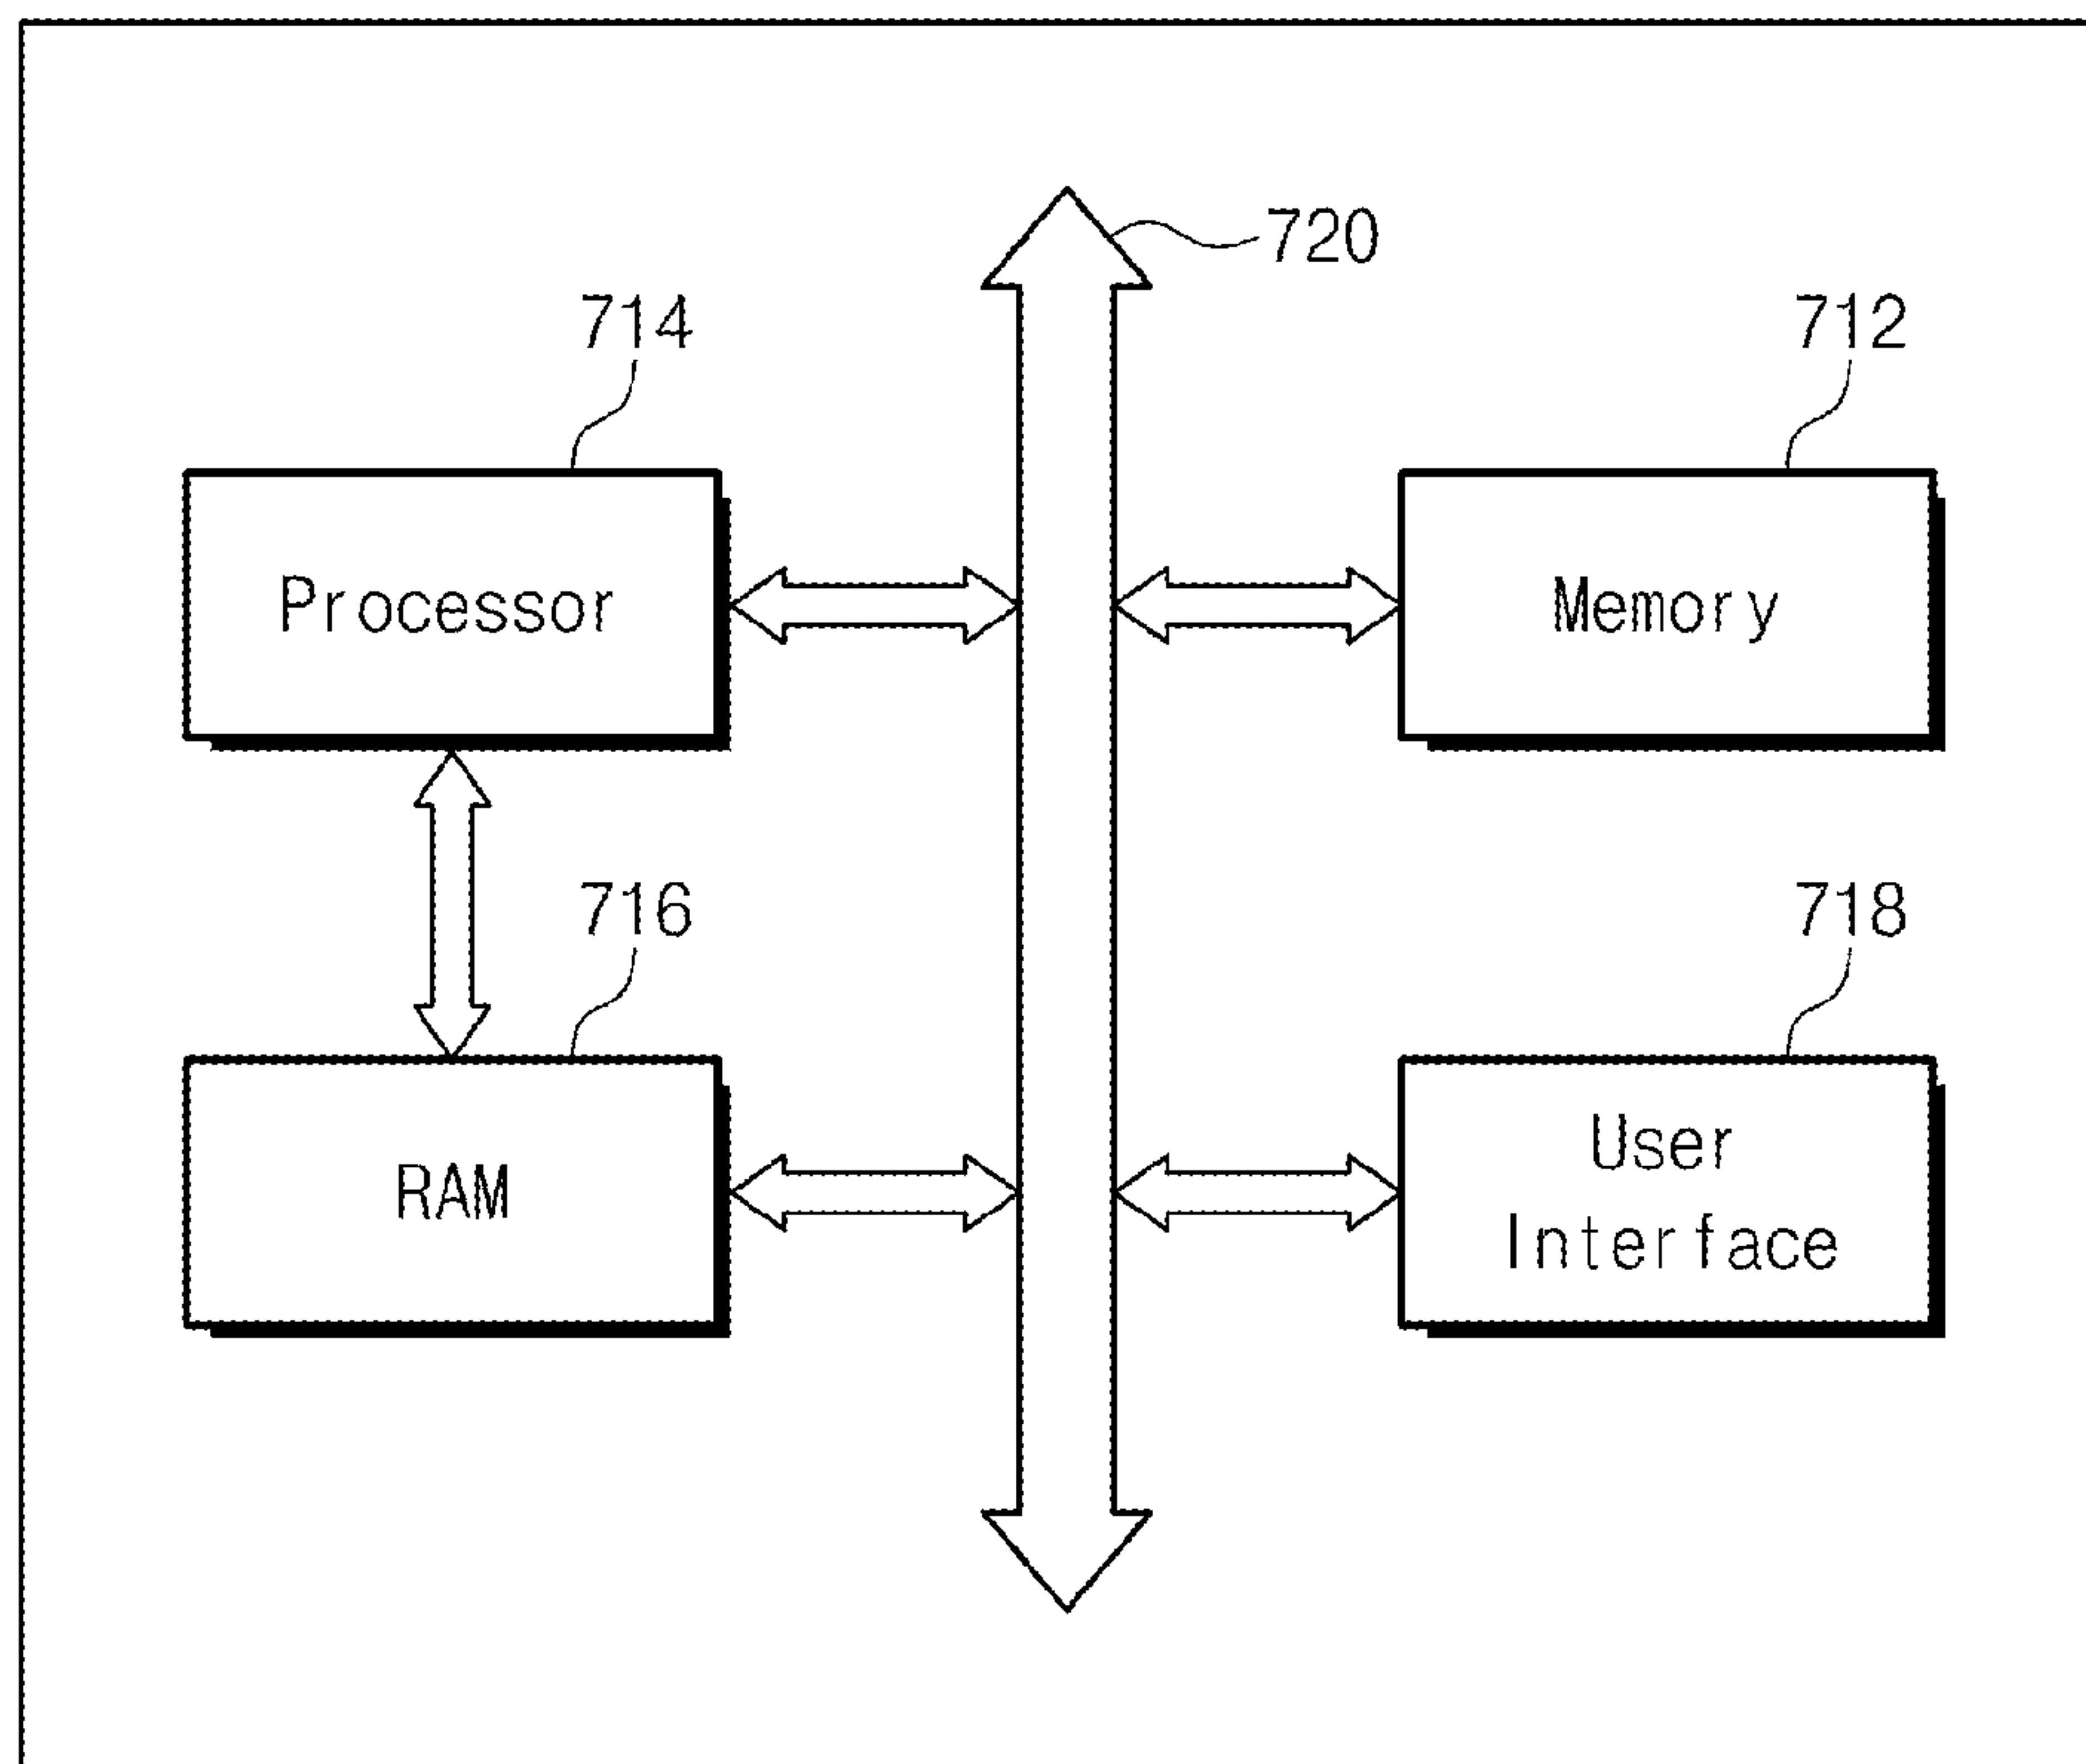 720
714
712
Processor
Memory
716
718
RAM
User
Interface